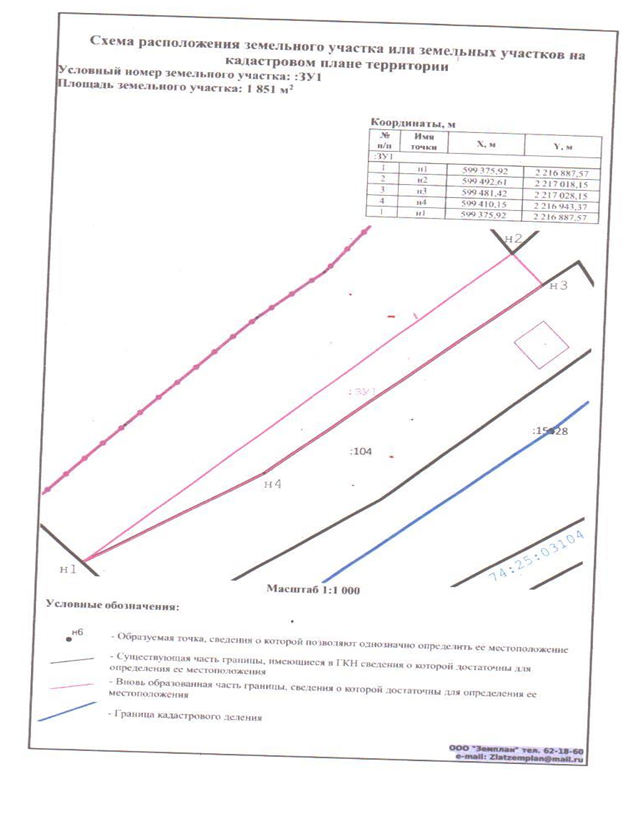 Схема расположения земельного участка или земельных участков на
кадастровом плане территории
Условный номер земельного участка: :ЗУ1
Площадь земельного участка: 1 851 м²
Координаты, м
№ п/п Имя точки X, м Y, м
:ЗУ1
1 н1 599 375,92 2 216 887,57
2 н2 599 492,61 2 217 018,15
3 н3 599 481,42 2 217 028,15
4 н4 599 410,15 2 216 943,37
1 н1 599 375,92 2 216 887,57
н2
н3
:ЗУ1
:104
н4
н1
74:25:03104
Масштаб 1:1 000
Условные обозначения:
н6
- Образуемая точка, сведения о которой позволяют однозначно определить ее местоположение
- Существующая часть границы, имеющиеся в ГКН сведения о которой достаточны для
определения ее местоположения
- Вновь образованная часть границы, сведения о которой достаточны для определения ее
местоположения
- Граница кадастрового деления
ООО "Земплан" тел. 62-18-60
e-mail: Zlatzemplan@mail.ru